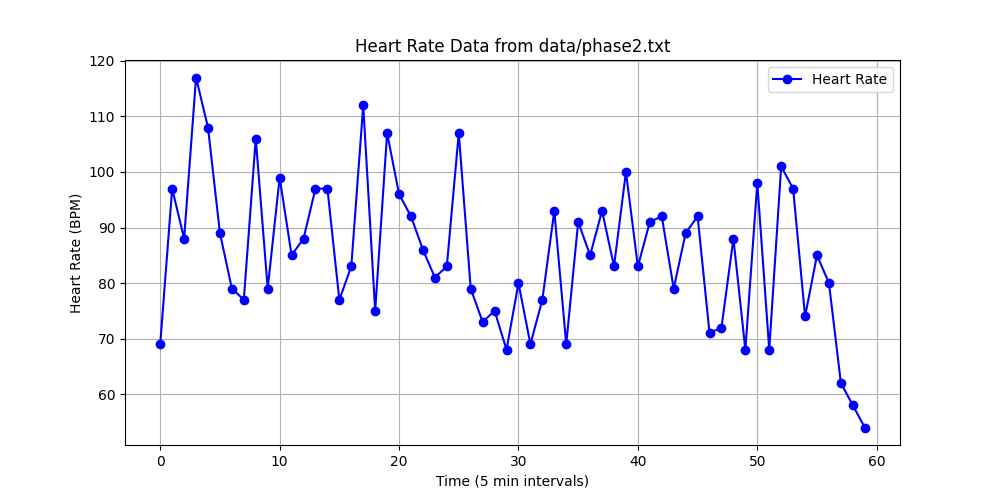 Heart Rate Data from data/phase2.txt
Heart Rate
Heart Rate (BPM)
120
110
100
90
80
70
60
0 10 20 30 40 50 60
Time (5 min intervals)